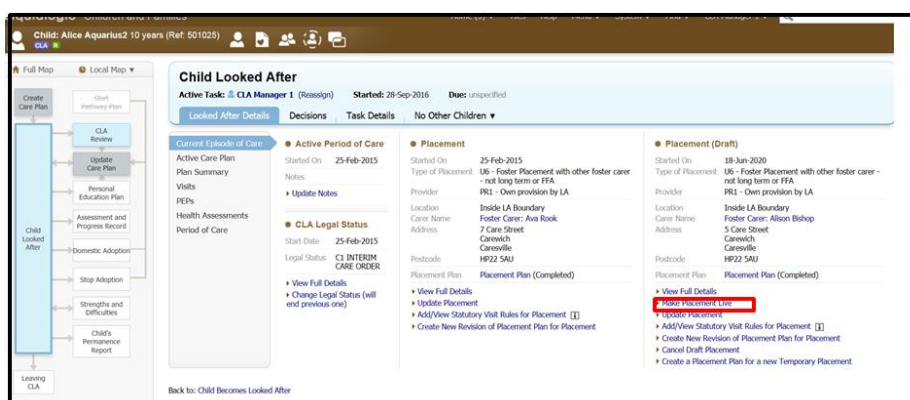 Children and Families
Child: Alice Aquarius2 10 years (Ref: 501025)
CLA
Full Map
Local Map ▾
Create
Care Plan
Start
Pathway Plan
CLA
Review
Update
Care Plan
Personal
Education Plan
Assessment and
Progress Record
Child
Looked
After
Domestic Adoption
Stop Adoption
Strengths and
Difficulties
Child's
Permanence
Report
Leaving
CLA
Child Looked After
Active Task: CLA Manager 1 (Reassign) Started: 28-Sep-2016 Due: unspecified
Looked After Details Decisions Task Details No Other Children ▾
Current Episode of Care
Active Care Plan
Plan Summary
Visits
PEPs
Health Assessments
Period of Care
Active Period of Care
Started On 25-Feb-2015
Notes
Update Notes
CLA Legal Status
Start Date 25-Feb-2015
Legal Status C1 INTERIM
CARE ORDER
View Full Details
Change Legal Status (will
end previous one)
Placement
Started On 25-Feb-2015
Type of Placement U6 - Foster Placement with other foster carer
- not long term or FFA
Provider PR1 - Own provision by LA
Location Inside LA Boundary
Carer Name Foster Carer: Ava Rook
Address 7 Care Street
Carewich
Caresville
Postcode HP22 5AU
Placement Plan Placement Plan (Completed)
View Full Details
Update Placement
Add/View Statutory Visit Rules for Placement
Create New Revision of Placement Plan for Placement
Placement (Draft)
Started On 18-Jun-2020
Type of Placement U6 - Foster Placement with other foster carer -
not long term or FFA
Provider PR1 - Own provision by LA
Location Inside LA Boundary
Carer Name Foster Carer: Alison Bishop
Address 5 Care Street
Carewich
Caresville
Postcode HP22 5AU
Placement Plan Placement Plan (Completed)
View Full Details
Make Placement Live
Update Placement
Add/View Statutory Visit Rules for Placement
Create New Revision of Placement Plan for Placement
Cancel Draft Placement
Create a Placement Plan for a new Temporary Placement
Back to: Child Becomes Looked After